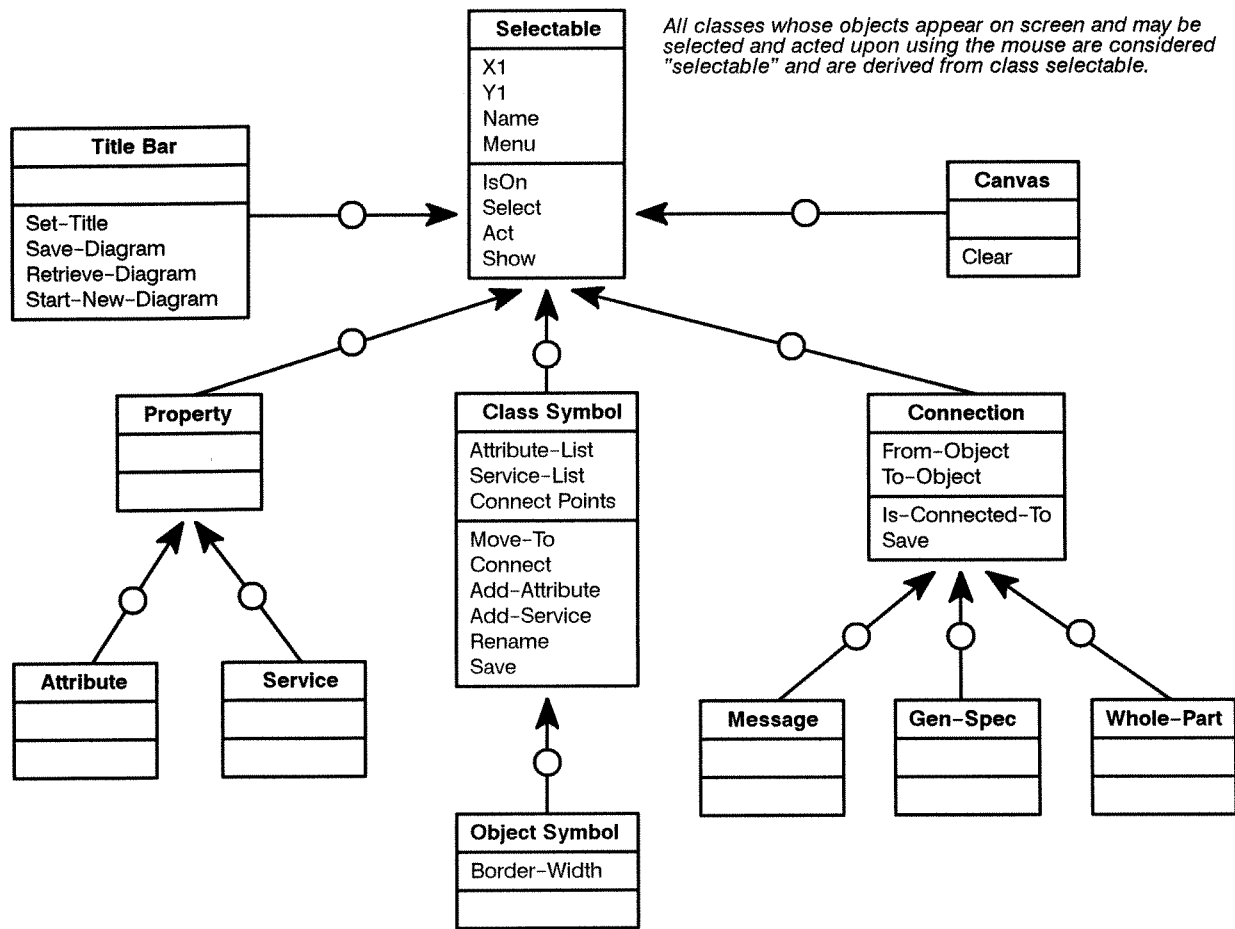 Selectable
X1
Y1
Name
Menu
IsOn
Select
Act
Show
All classes whose objects appear on screen and may be
selected and acted upon using the mouse are considered
"selectable" and are derived from class selectable.
Title Bar
Set-Title
Save-Diagram
Retrieve-Diagram
Start-New-Diagram
Canvas
Clear
Property
Class Symbol
Attribute-List
Service-List
Connect Points
Move-To
Connect
Add-Attribute
Add-Service
Rename
Save
Connection
From-Object
To-Object
Is-Connected-To
Save
Attribute
Service
Message
Gen-Spec
Whole-Part
Object Symbol
Border-Width